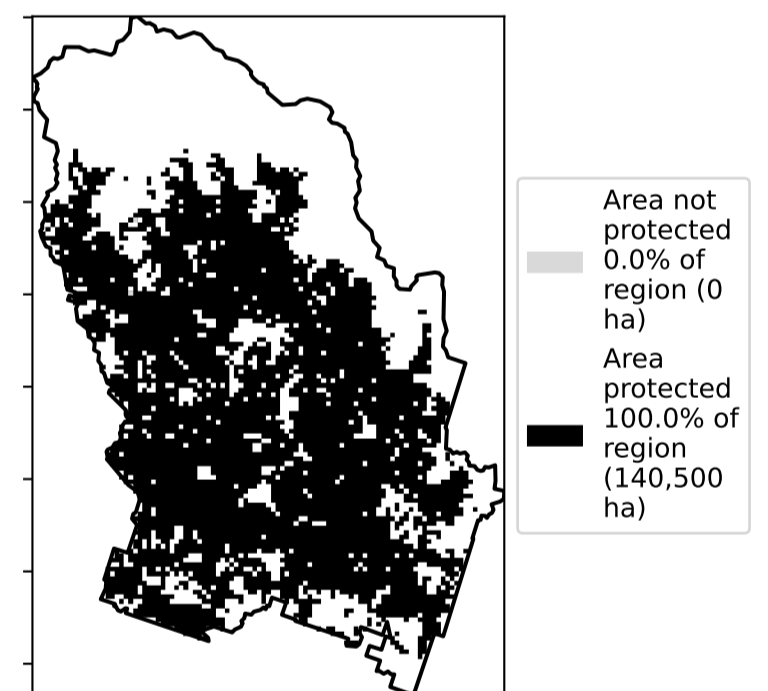 Area not
protected
0.0% of
region (0
ha)
Area
protected
100.0% of
region
(140,500
ha)